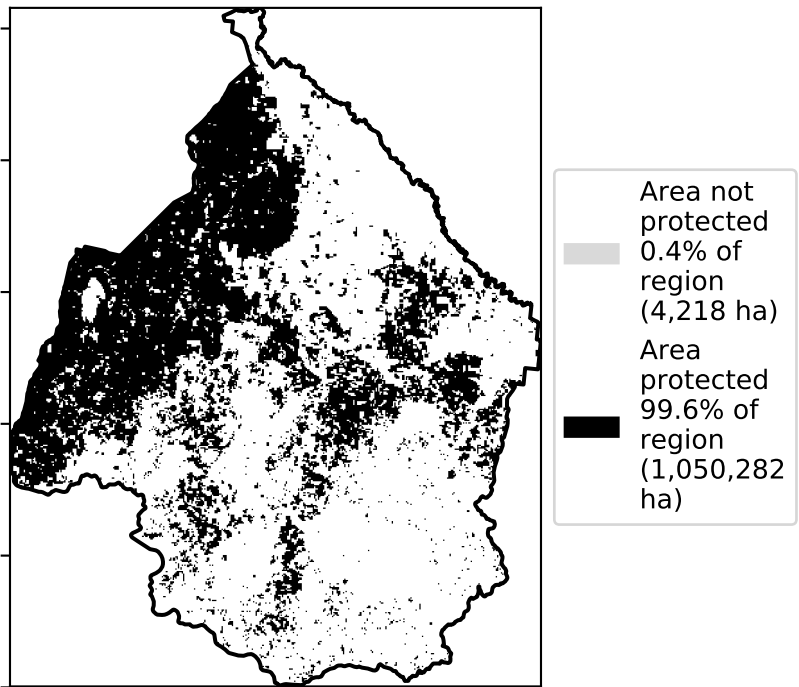 Area not
protected
0.4% of
region
(4,218 ha)
Area
protected
99.6% of
region
(1,050,282
ha)